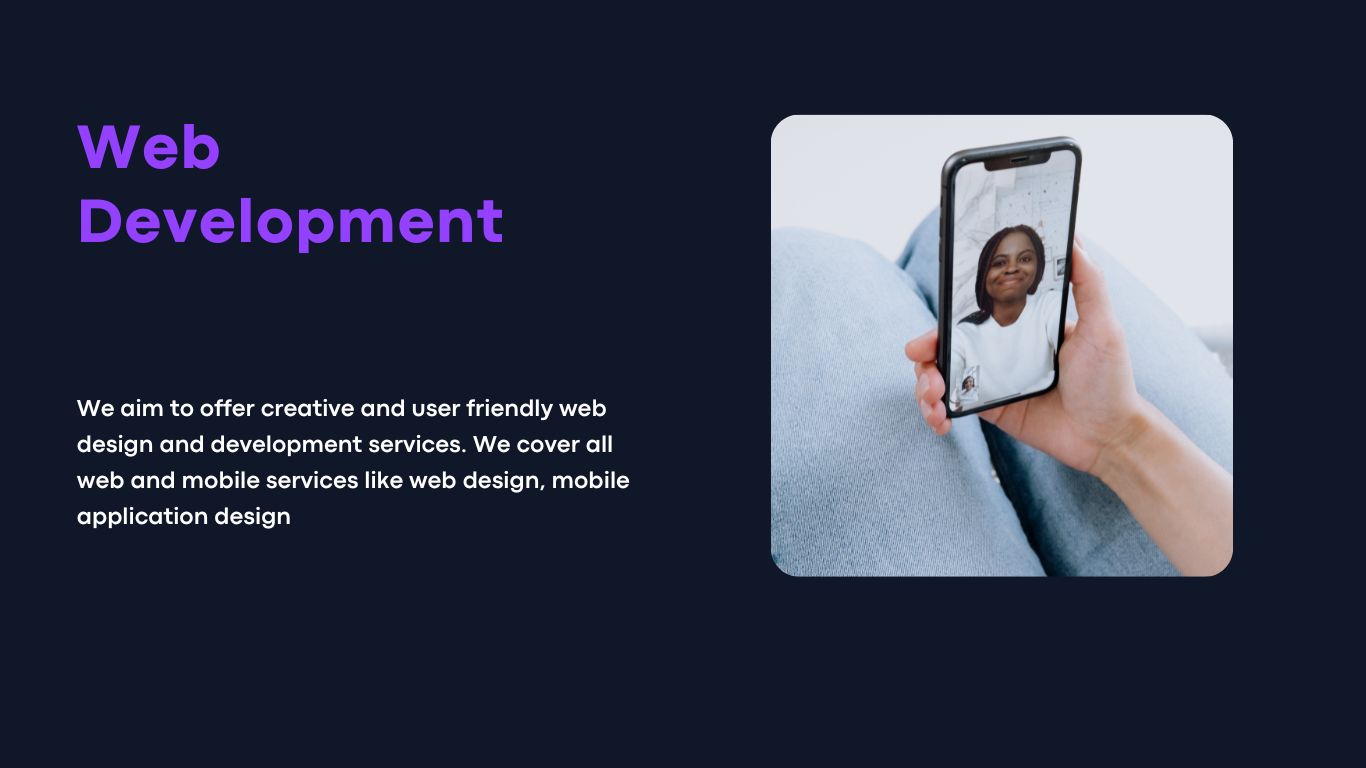 Web
Development
We aim to offer creative and user friendly web
design and development services. We cover all
web and mobile services like web design, mobile
application design